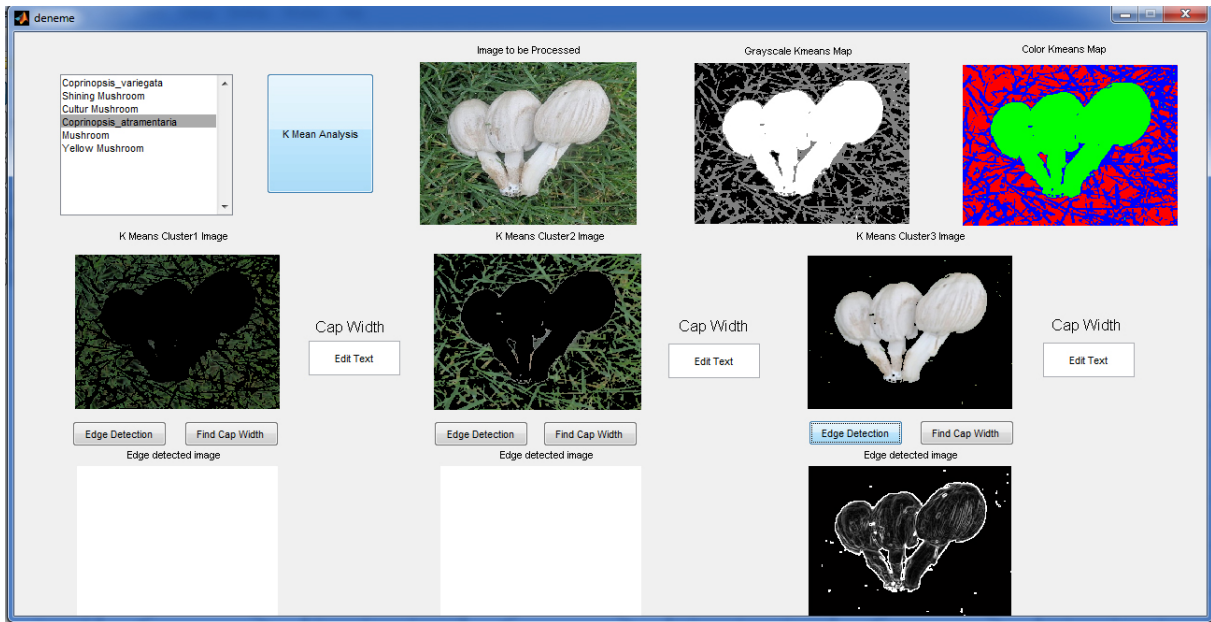 deneme
Image to be Processed
Grayscale Kmeans Map
Color Kmeans Map
Coprinopsis_variegata
Shining Mushroom
Cultur Mushroom
Coprinopsis_atramentaria
Mushroom
Yellow Mushroom
K Mean Analysis
K Means Cluster1 Image
K Means Cluster2 Image
K Means Cluster3 Image
Cap Width
Edit Text
Cap Width
Edit Text
Cap Width
Edit Text
Edge Detection
Find Cap Width
Edge Detection
Find Cap Width
Edge Detection
Find Cap Width
Edge detected image
Edge detected image
Edge detected image